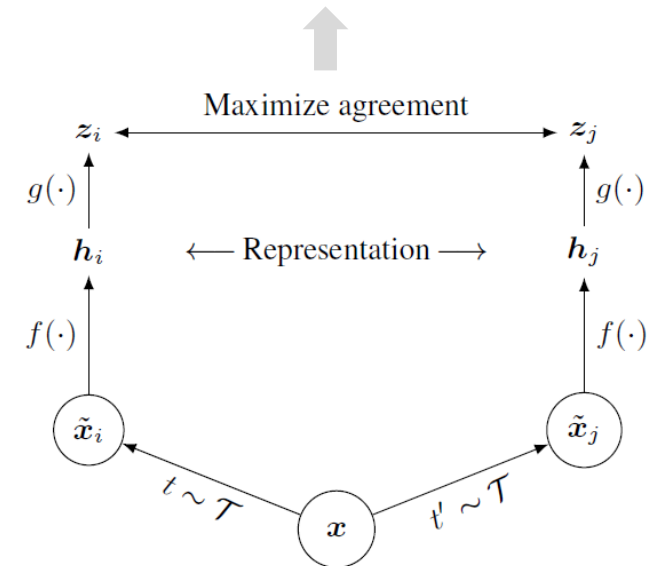 Maximize agreement
z_i z_j
g(·) g(·)
h_i ← Representation → h_j
f(·) f(·)
x̃_i x̃_j
t ∼ 𝒯 t′ ∼ 𝒯
x